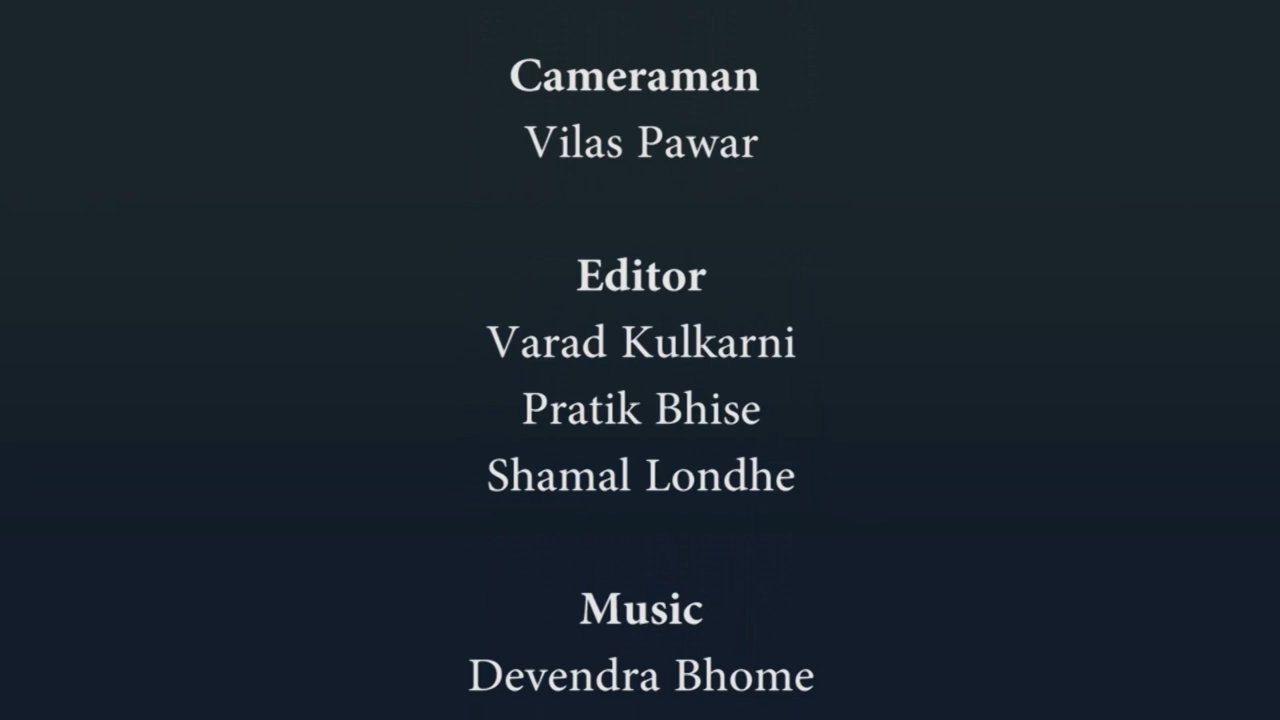 Cameraman
Vilas Pawar
Editor
Varad Kulkarni
Pratik Bhise
Shamal Londhe
Music
Devendra Bhome